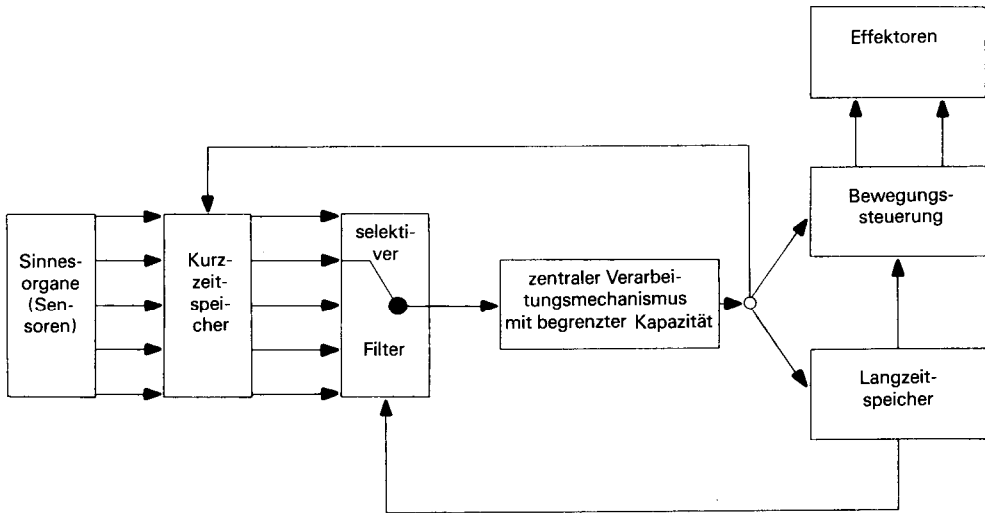 Effektoren
Bewegungs-
steuerung
Sinnes-
organe
(Sen-
soren)
Kurz-
zeit-
spei-
cher
selekti-
ver
Filter
zentraler Verarbei-
tungsmechanismus
mit begrenzter Kapazität
Langzeit-
speicher